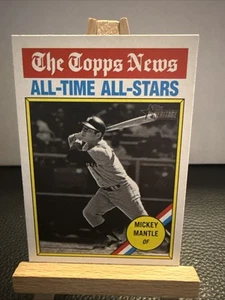 The Topps News
ALL-TIME ALL-STARS
MICKEY
MANTLE
OF